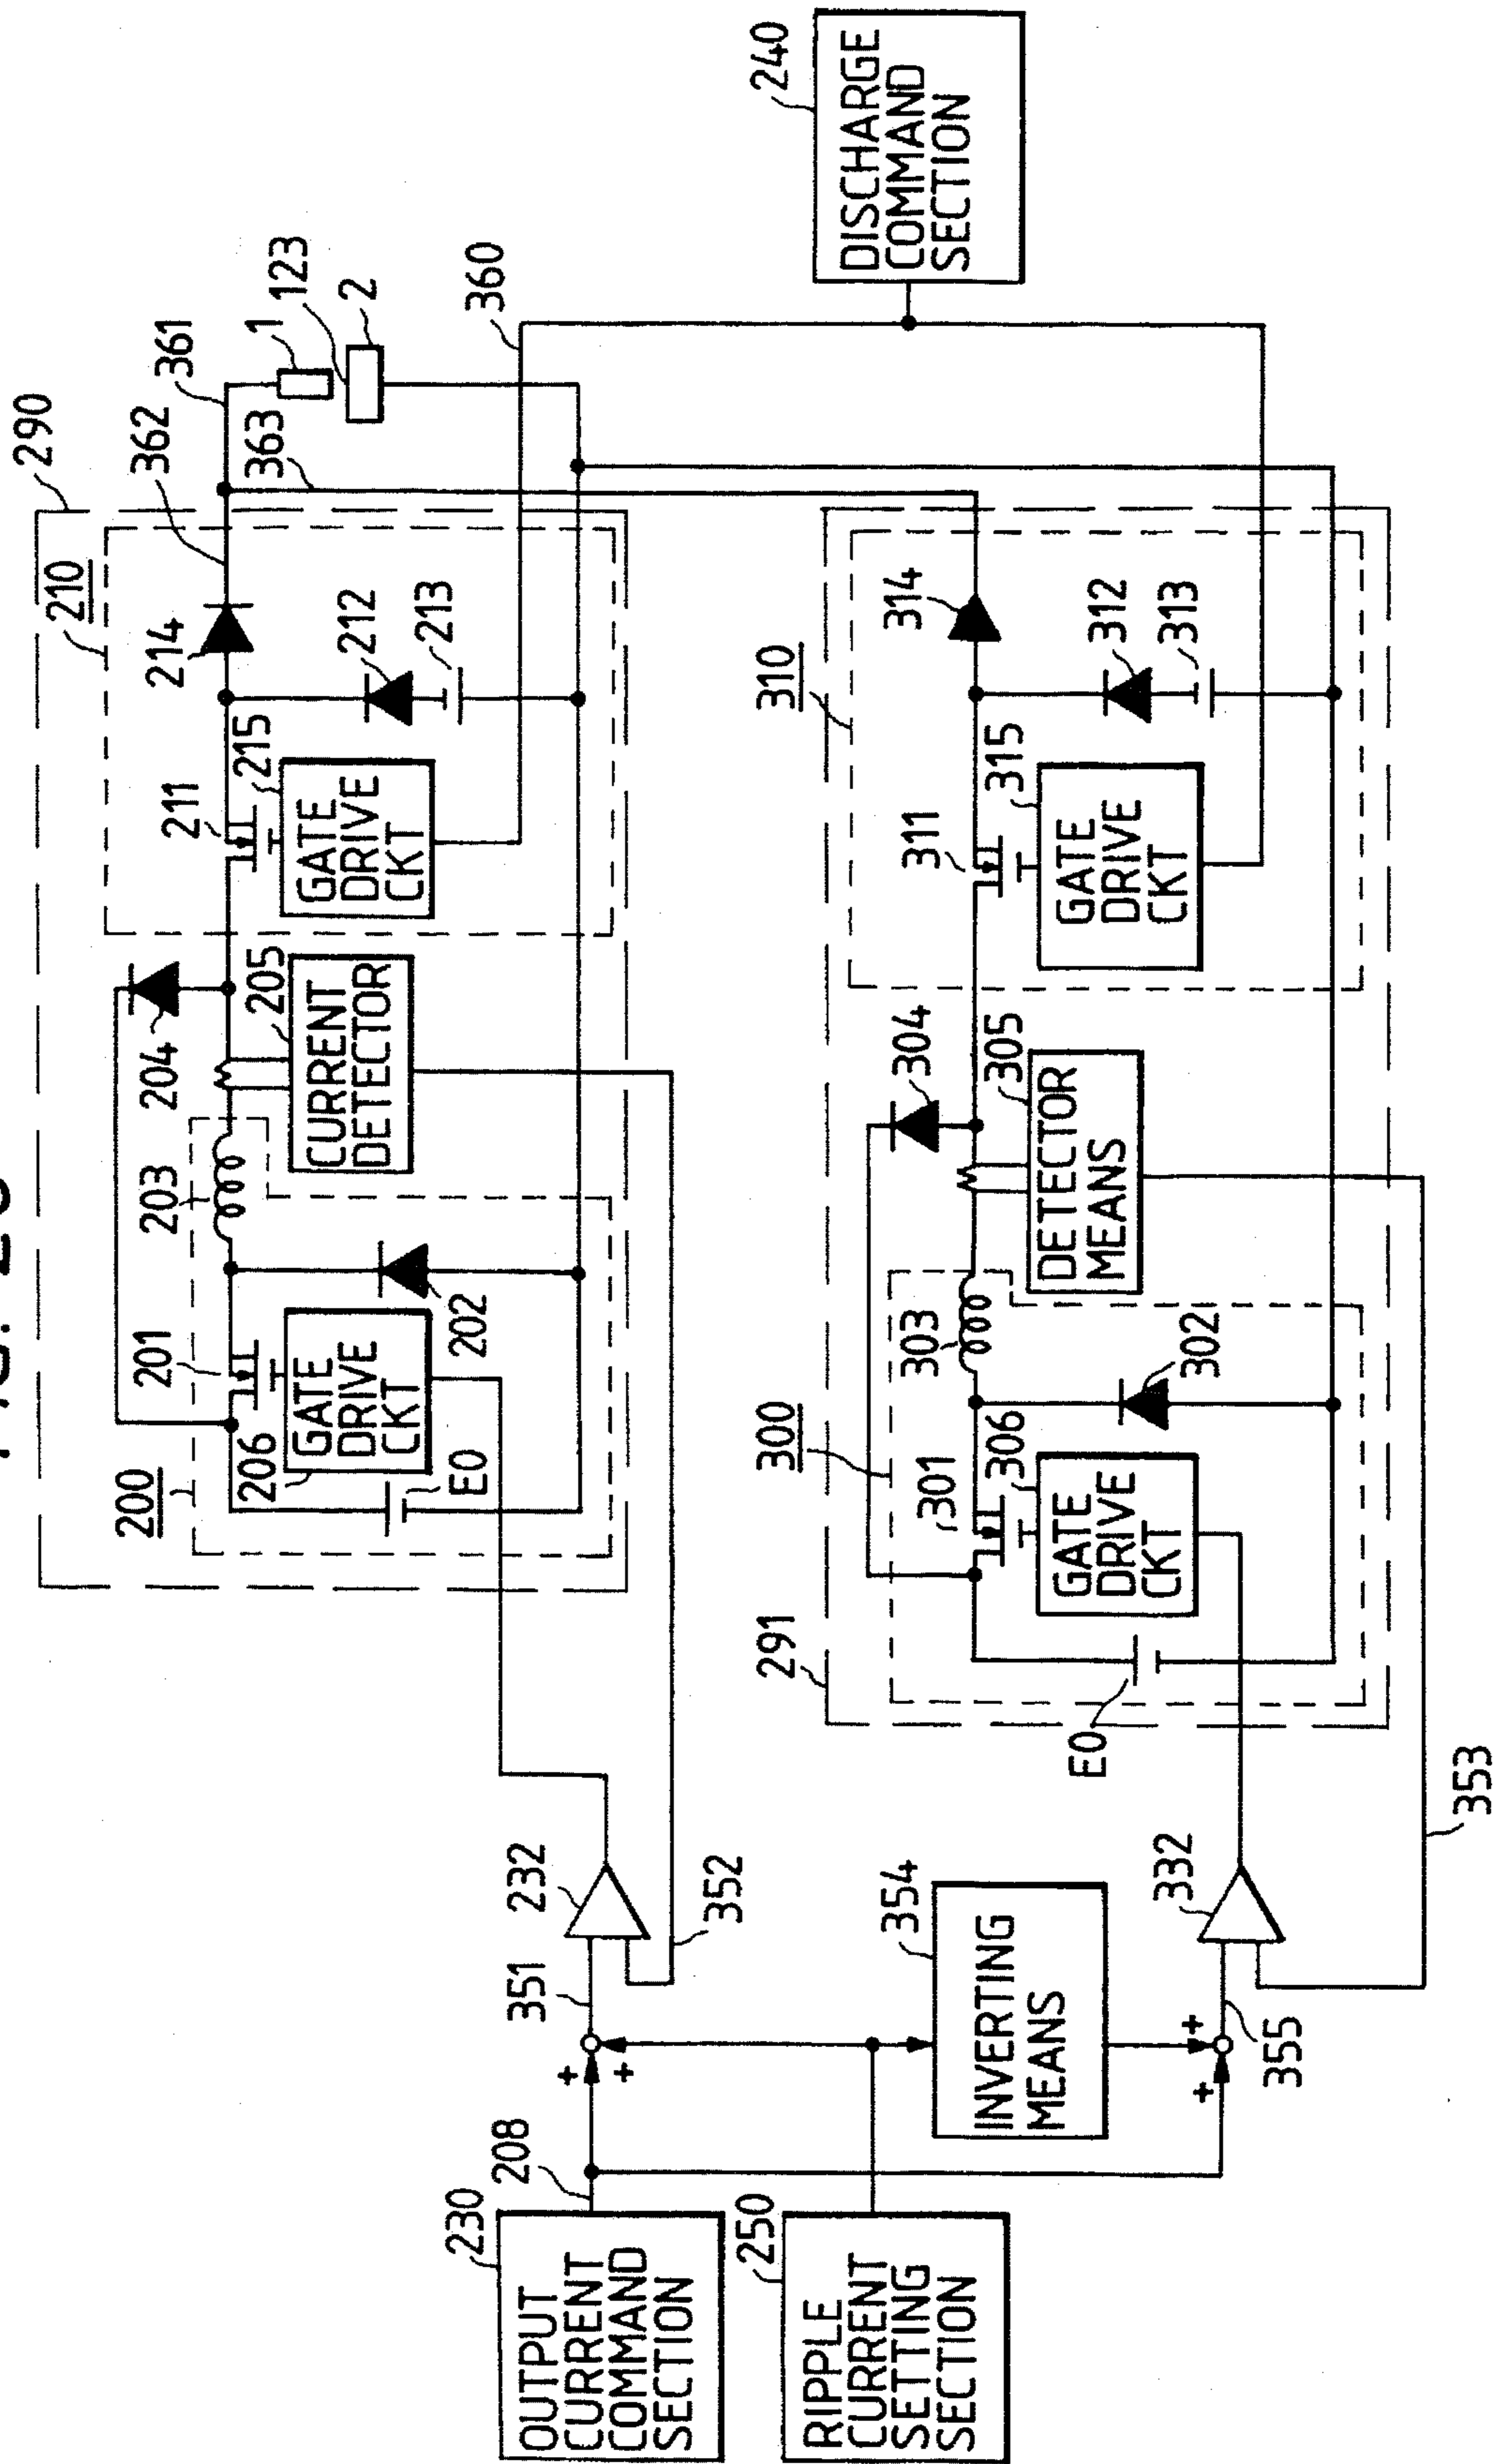 290
361
362
1
123
2
363
360
210
214
212
213
211
215
GATE
DRIVE
CKT
204
205
CURRENT
DETECTOR
203
201
202
206
GATE
DRIVE
CKT
200
E0
240
DISCHARGE
COMMAND
SECTION
310
314
312
313
311
315
GATE
DRIVE
CKT
304
305
DETECTOR
MEANS
303
302
300
301
306
GATE
DRIVE
CKT
291
E0
353
232
352
351
354
INVERTING
MEANS
332
355
+
+
+
+
208
230
OUTPUT
CURRENT
COMMAND
SECTION
250
RIPPLE
CURRENT
SETTING
SECTION